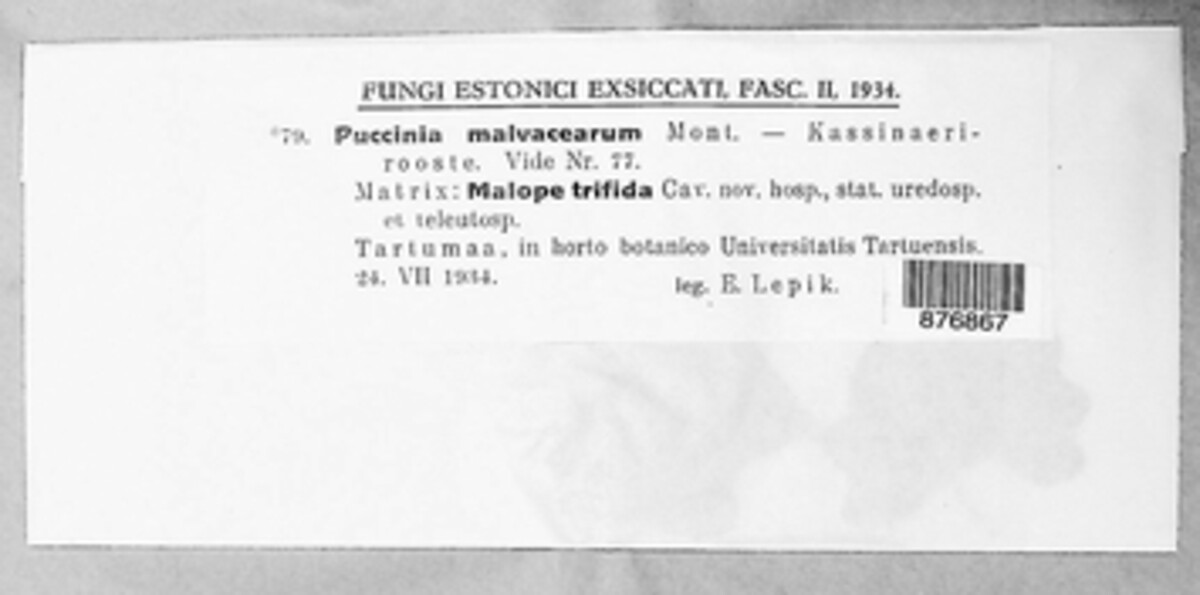 FUNGI ESTONICI EXSICCATI, FASC. II, 1934.
*79. Puccinia malvacearum Mont. — Kassinaeri-
rooste. Vide Nr. 77.
Matrix: Malope trifida Cav. nov. hosp., stat. uredosp.
et teleutosp.
Tartumaa, in horto botanico Universitatis Tartuensis.
24. VII 1934. leg. E. Lepik.
876867